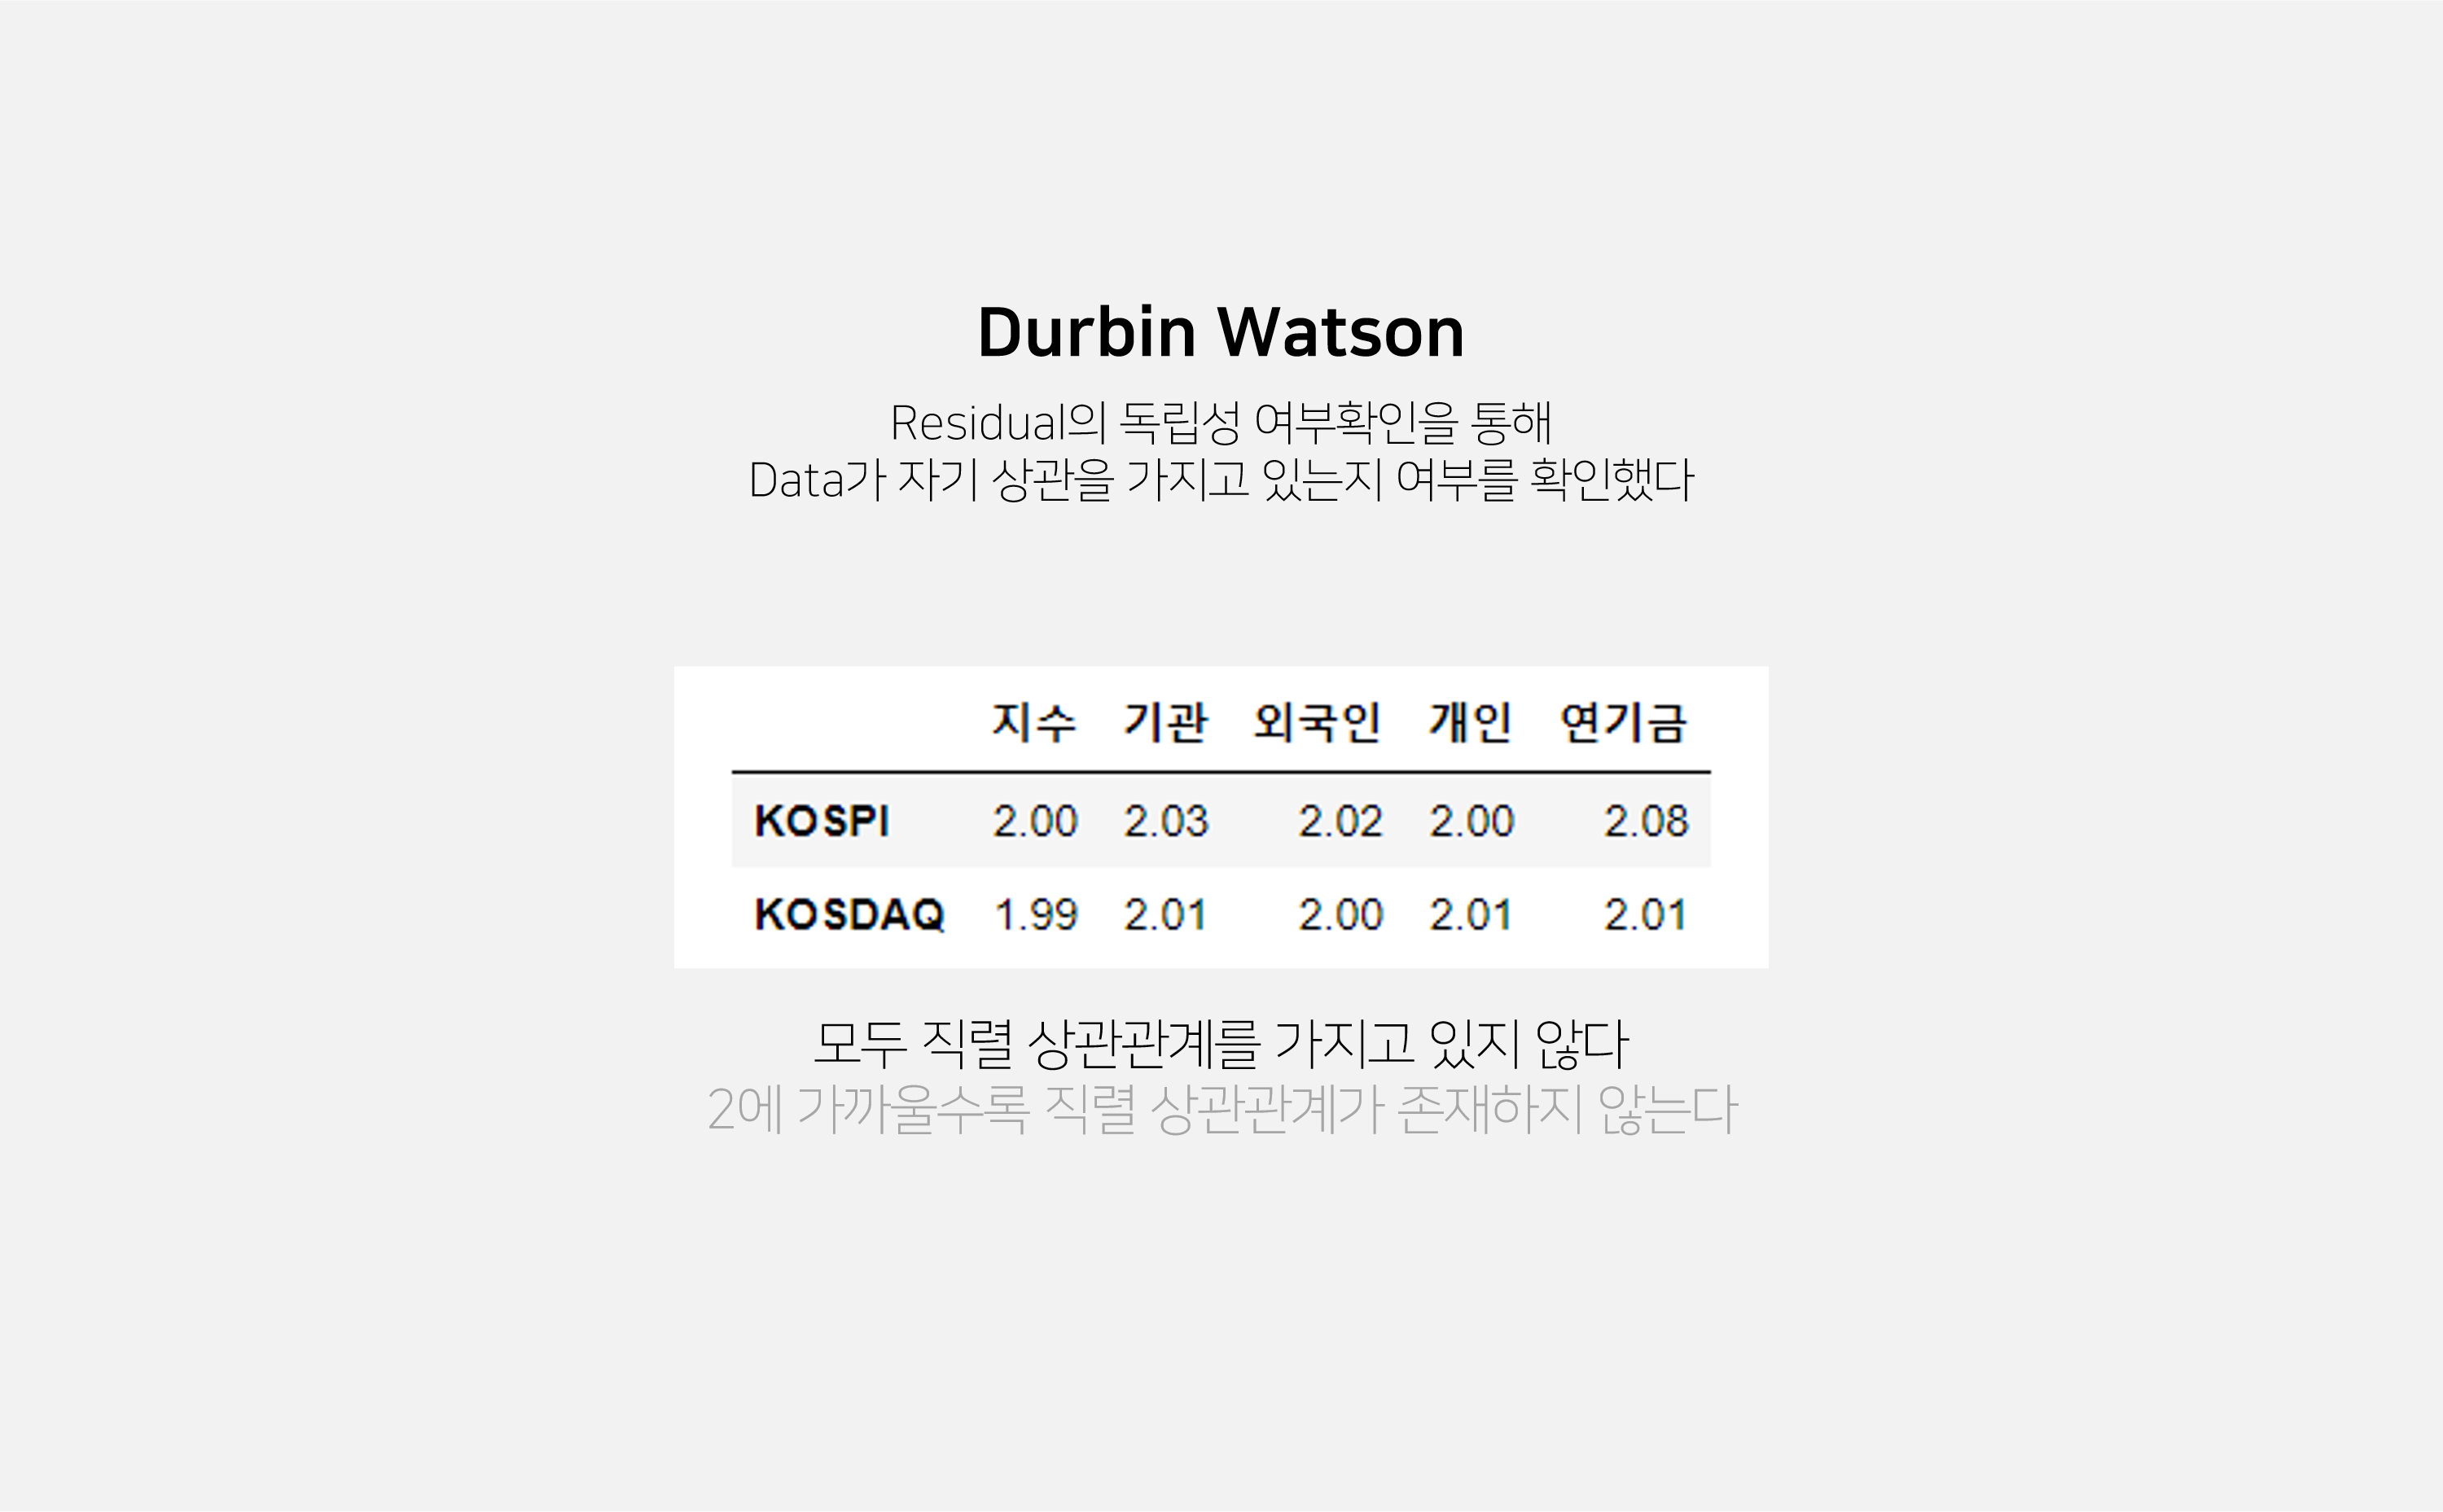 Durbin Watson
Residual의 독립성 여부확인을 통해
Data가 자기 상관을 가지고 있는지 여부를 확인했다
지수 기관 외국인 개인 연기금
KOSPI 2.00 2.03 2.02 2.00 2.08
KOSDAQ 1.99 2.01 2.00 2.01 2.01
모두 직렬 상관관계를 가지고 있지 않다
2에 가까울수록 직렬 상관관계가 존재하지 않는다